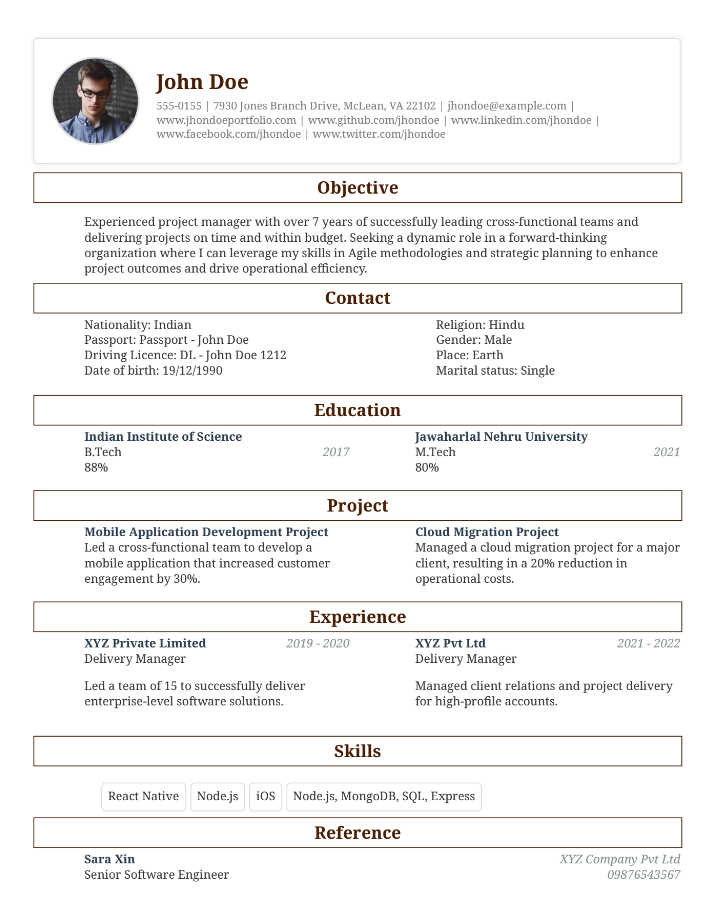 John Doe
555-0155 | 7930 Jones Branch Drive, McLean, VA 22102 | jhondoe@example.com |
www.jhondoeportfolio.com | www.github.com/jhondoe | www.linkedin.com/jhondoe |
www.facebook.com/jhondoe | www.twitter.com/jhondoe
Objective
Experienced project manager with over 7 years of successfully leading cross-functional teams and
delivering projects on time and within budget. Seeking a dynamic role in a forward-thinking
organization where I can leverage my skills in Agile methodologies and strategic planning to enhance
project outcomes and drive operational efficiency.
Contact
Nationality: Indian
Passport: Passport - John Doe
Driving Licence: DL - John Doe 1212
Date of birth: 19/12/1990
Religion: Hindu
Gender: Male
Place: Earth
Marital status: Single
Education
Indian Institute of Science
B.Tech 2017
88%
Jawaharlal Nehru University
M.Tech 2021
80%
Project
Mobile Application Development Project
Led a cross-functional team to develop a
mobile application that increased customer
engagement by 30%.
Cloud Migration Project
Managed a cloud migration project for a major
client, resulting in a 20% reduction in
operational costs.
Experience
XYZ Private Limited 2019 - 2020
Delivery Manager
Led a team of 15 to successfully deliver
enterprise-level software solutions.
XYZ Pvt Ltd 2021 - 2022
Delivery Manager
Managed client relations and project delivery
for high-profile accounts.
Skills
React Native Node.js iOS Node.js, MongoDB, SQL, Express
Reference
Sara Xin XYZ Company Pvt Ltd
Senior Software Engineer 09876543567